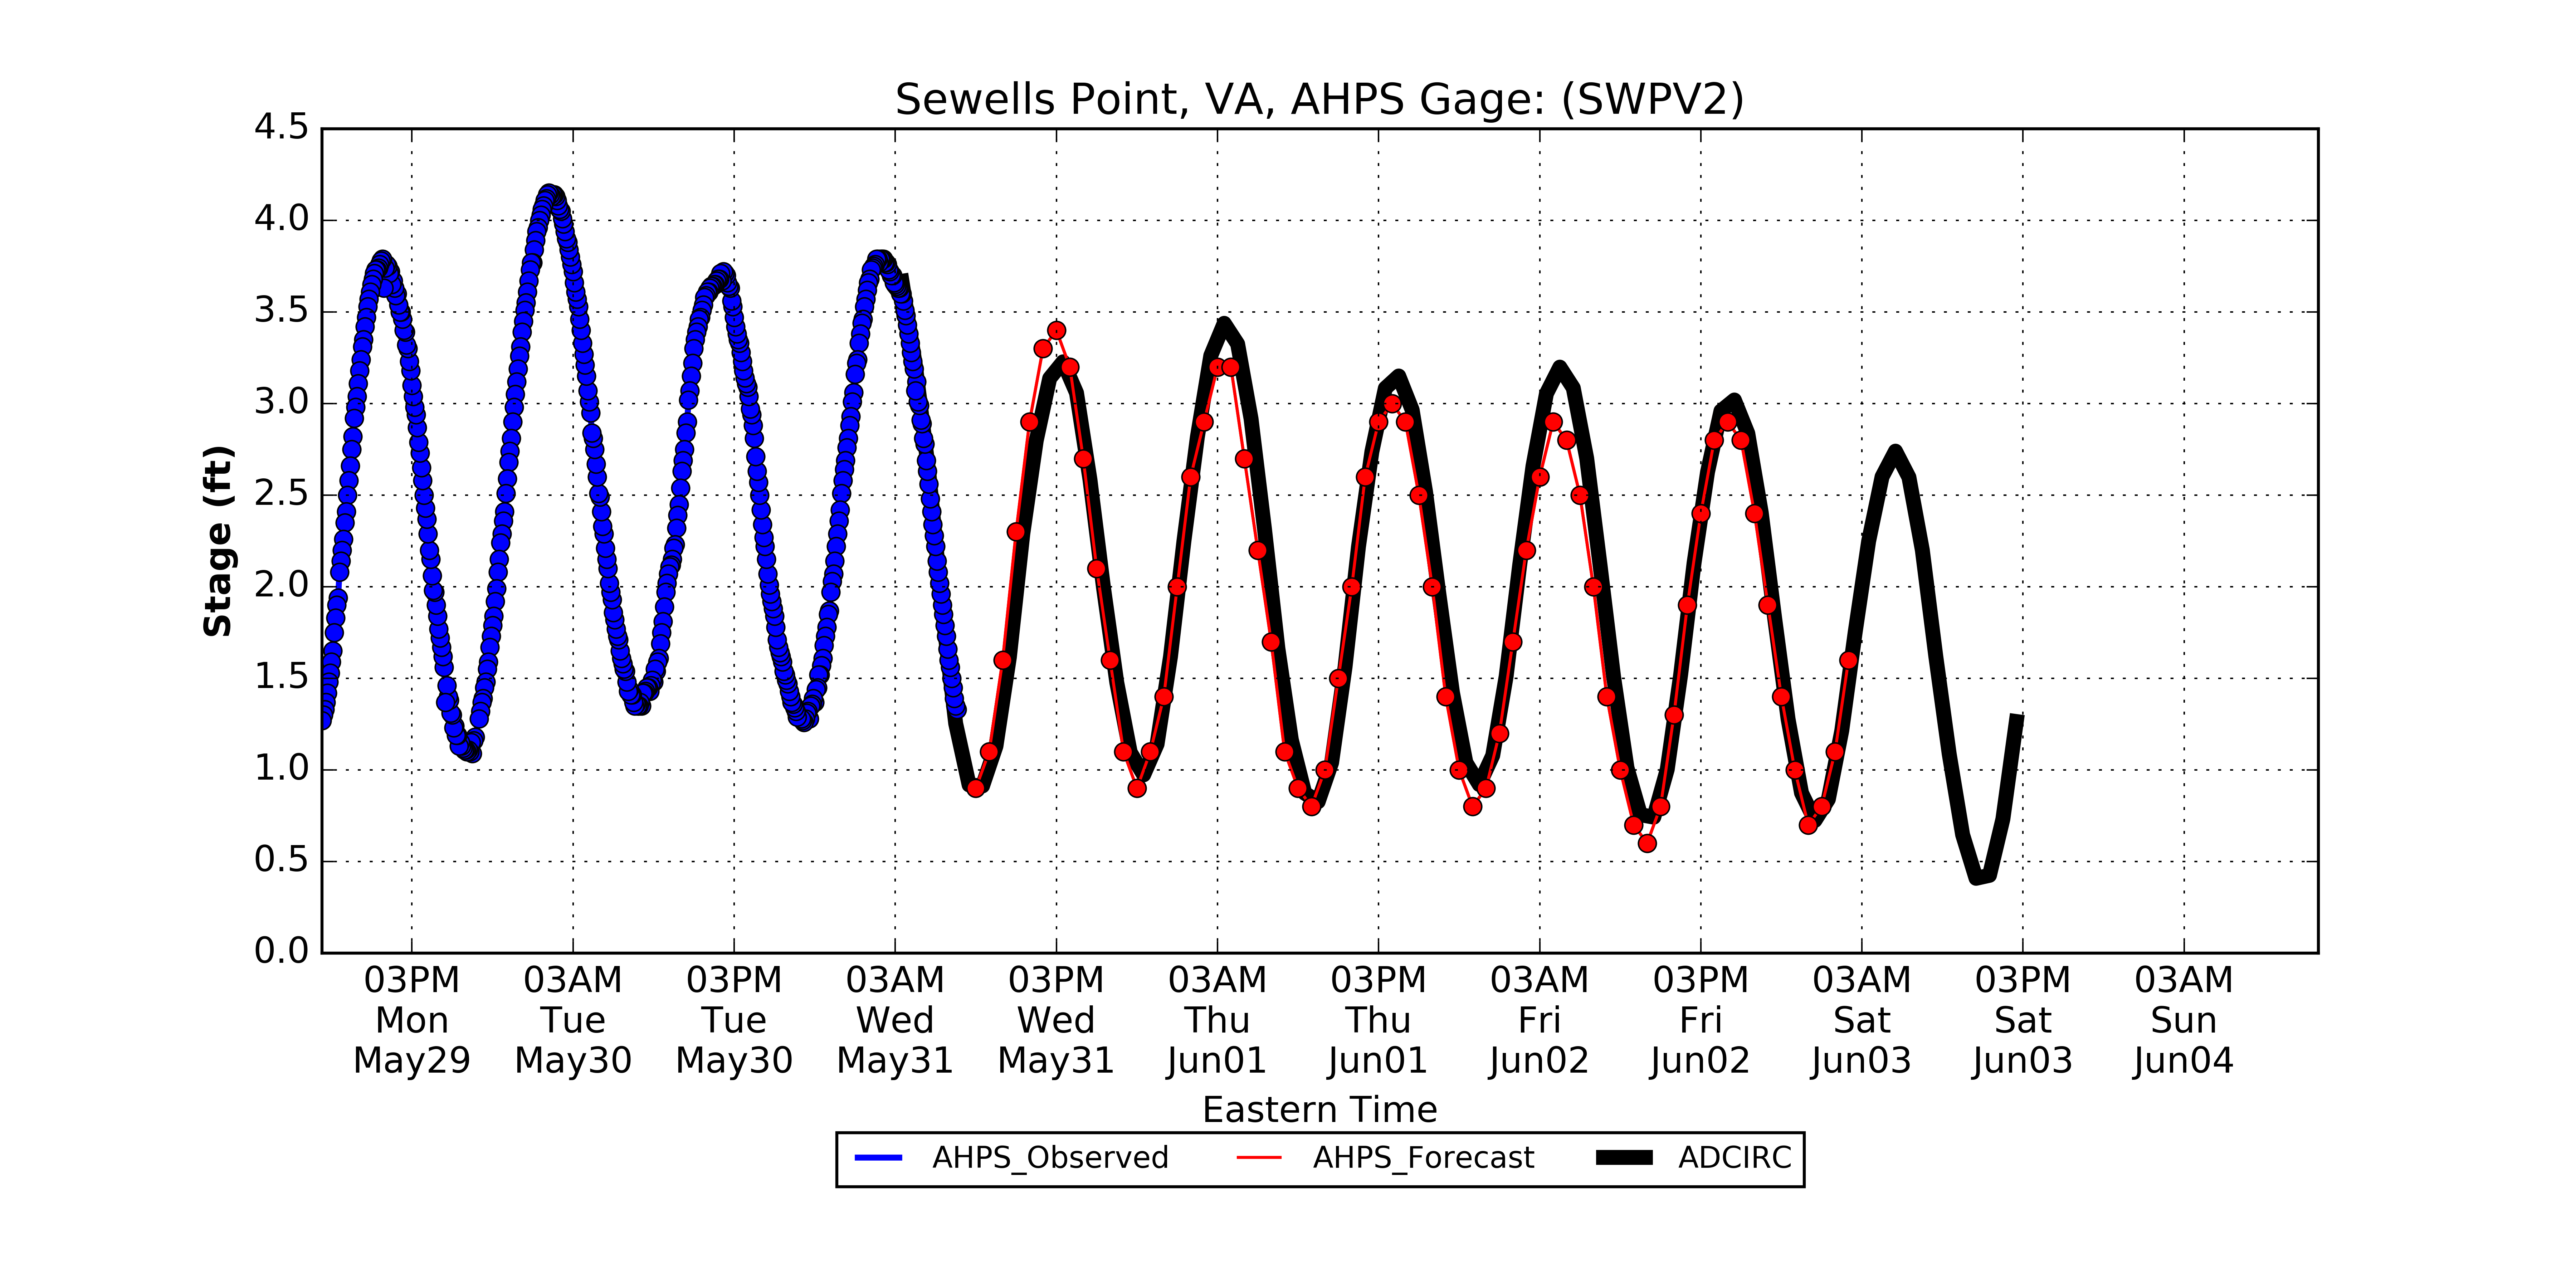 Sewells Point, VA, AHPS Gage: (SWPV2)
4.5
4.0
3.5
3.0
2.5
2.0
1.5
1.0
0.5
0.0
Stage (ft)
03PM 03AM 03PM 03AM 03PM 03AM 03PM 03AM 03PM 03AM 03PM 03AM
Mon Tue Tue Wed Wed Thu Thu Fri Fri Sat Sat Sun
May29 May30 May30 May31 May31 Jun01 Jun01 Jun02 Jun02 Jun03 Jun03 Jun04
Eastern Time
AHPS_Observed AHPS_Forecast ADCIRC